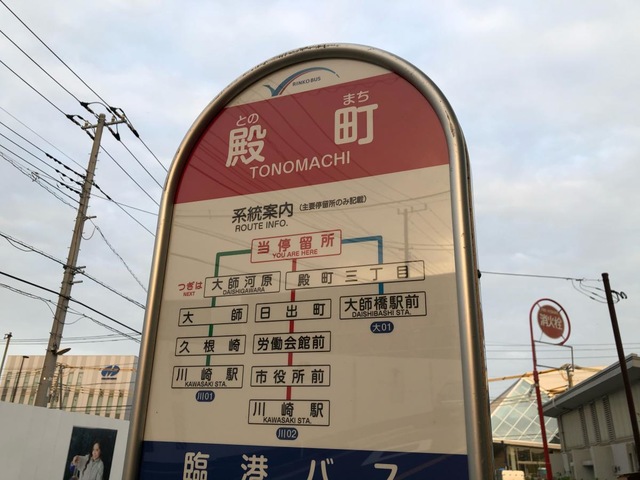 RINKO BUS
との まち
殿町
TONOMACHI
系統案内 (主要停留所のみ記載)
ROUTE INFO.
当停留所
YOU ARE HERE
つぎは
NEXT
大師河原
DAISHIGAWARA
殿町三丁目
大師
日出町
大師橋駅前
DAISHIBASHI STA.
大01
久根崎
労働会館前
川崎駅
KAWASAKI STA.
川01
市役所前
川崎駅
KAWASAKI STA.
川02
臨港バス
消火栓